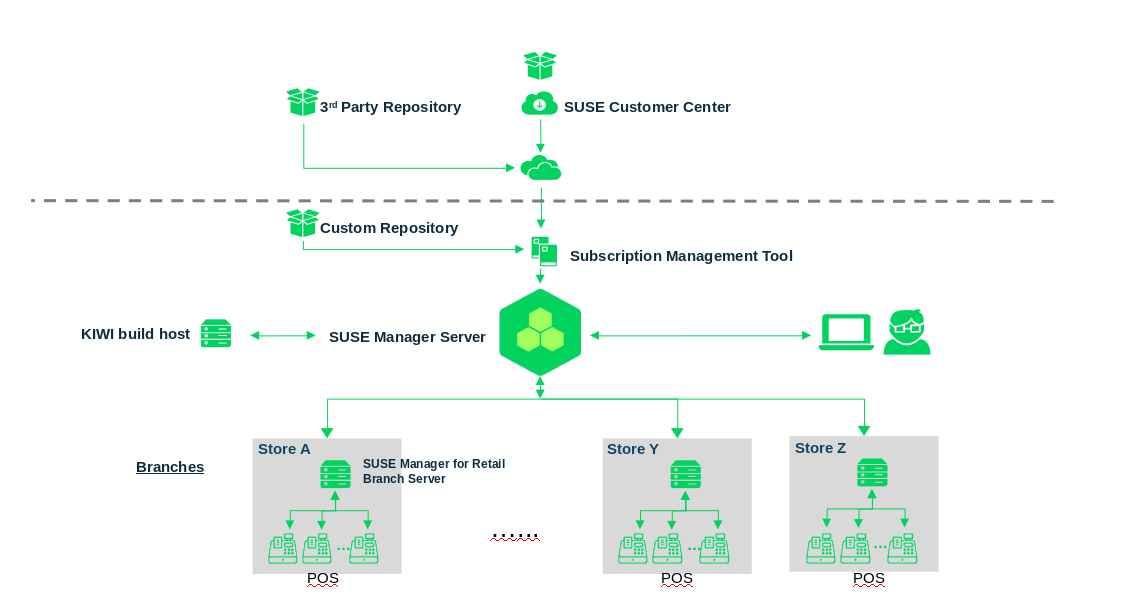 3rd Party Repository
SUSE Customer Center
Custom Repository
Subscription Management Tool
KIWI build host
SUSE Manager Server
Store A
Store Y
Store Z
Branches
SUSE Manager for Retail
Branch Server
...
......
...
...
POS
POS
POS